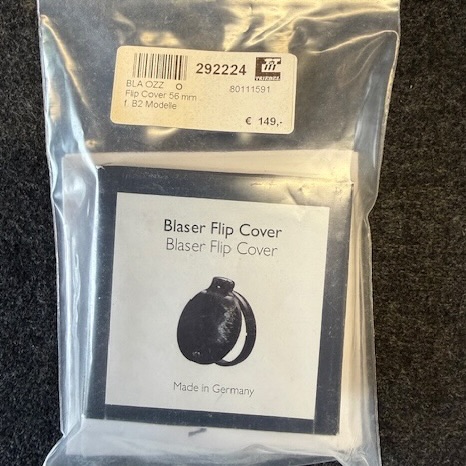 292224
TRIEBEL
BLA OZZ O
80111591
Flip Cover 56 mm
f. B2 Modelle
€ 149,-
Blaser Flip Cover
Blaser Flip Cover
Made in Germany